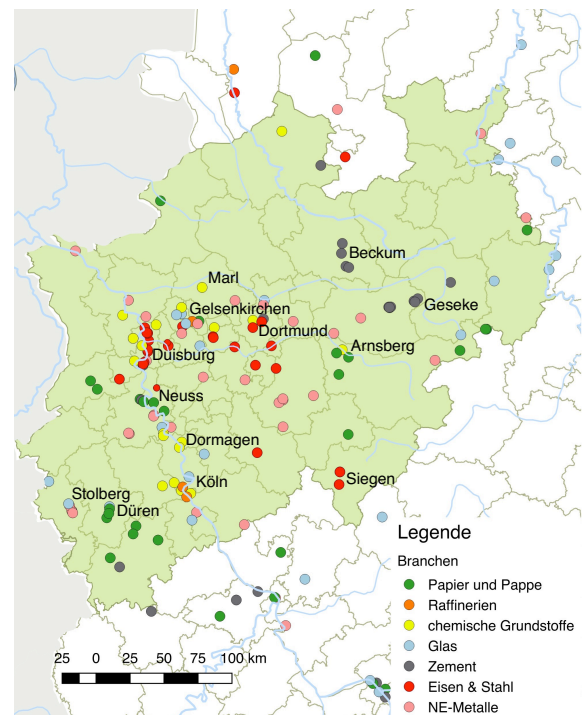 Beckum
Marl
Geseke
Gelsenkirchen
Dortmund
Arnsberg
Duisburg
Neuss
Dormagen
Köln
Siegen
Stolberg
Düren
Legende
Branchen
Papier und Pappe
Raffinerien
chemische Grundstoffe
Glas
Zement
Eisen & Stahl
NE-Metalle
25 0 25 50 75 100 km